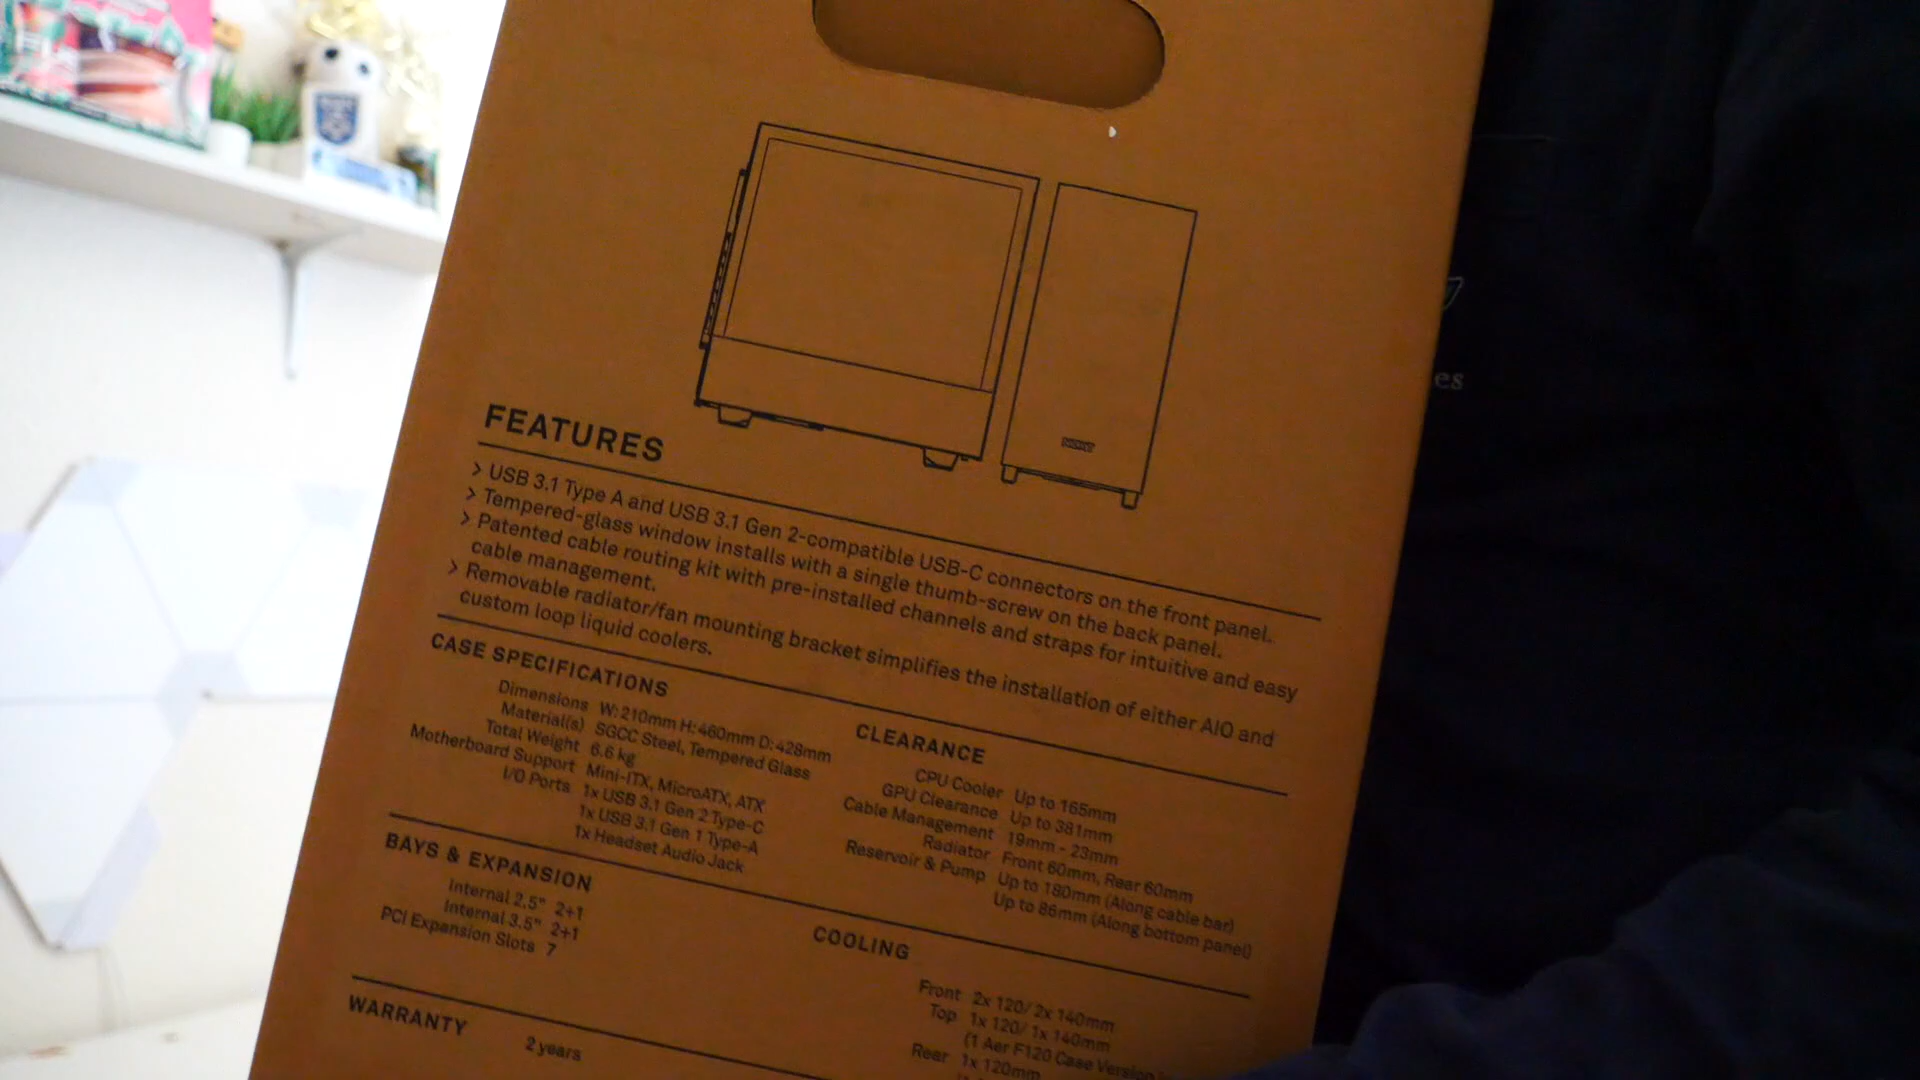 NZXT
FEATURES
> USB 3.1 Type A and USB 3.1 Gen 2-compatible USB-C connectors on the front panel.
> Tempered-glass window installs with a single thumb-screw on the back panel.
> Patented cable routing kit with pre-installed channels and straps for intuitive and easy
cable management.
> Removable radiator/fan mounting bracket simplifies the installation of either AIO and
custom loop liquid coolers.
CASE SPECIFICATIONS
Dimensions W: 210mm H: 460mm D: 428mm
Material(s) SGCC Steel, Tempered Glass
Total Weight 6.6 kg
Motherboard Support Mini-ITX, MicroATX, ATX
I/O Ports 1x USB 3.1 Gen 2 Type-C
1x USB 3.1 Gen 1 Type-A
1x Headset Audio Jack
CLEARANCE
CPU Cooler Up to 165mm
GPU Clearance Up to 381mm
Cable Management 19mm - 23mm
Radiator Front 60mm, Rear 60mm
Reservoir & Pump Up to 180mm (Along cable bar)
Up to 86mm (Along bottom panel)
BAYS & EXPANSION
Internal 2.5" 2+1
Internal 3.5" 2+1
PCI Expansion Slots 7
COOLING
Front 2x 120/ 2x 140mm
Top 1x 120/ 1x 140mm
(1 Aer F120 Case Version
Rear 1x 120mm
WARRANTY
2 years
es